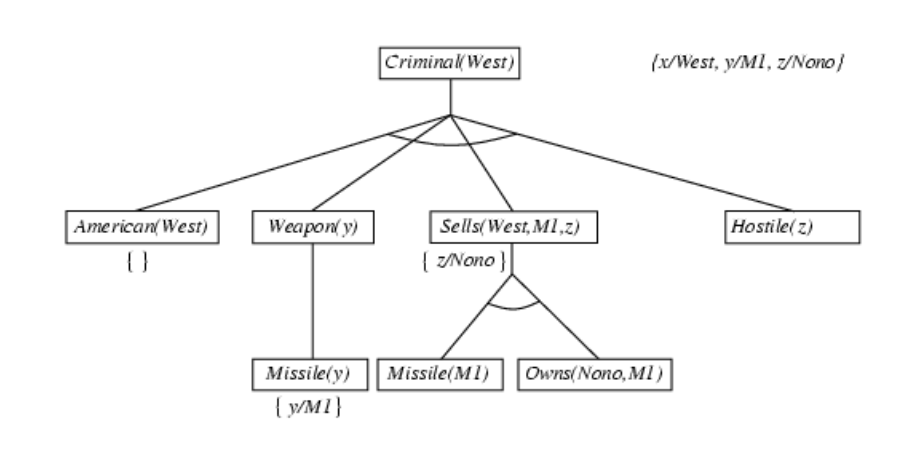 Criminal(West)
{x/West, y/M1, z/Nono}
American(West)
Weapon(y)
Sells(West,M1,z)
Hostile(z)
{ }
{ z/Nono }
Missile(y)
Missile(M1)
Owns(Nono,M1)
{ y/M1}